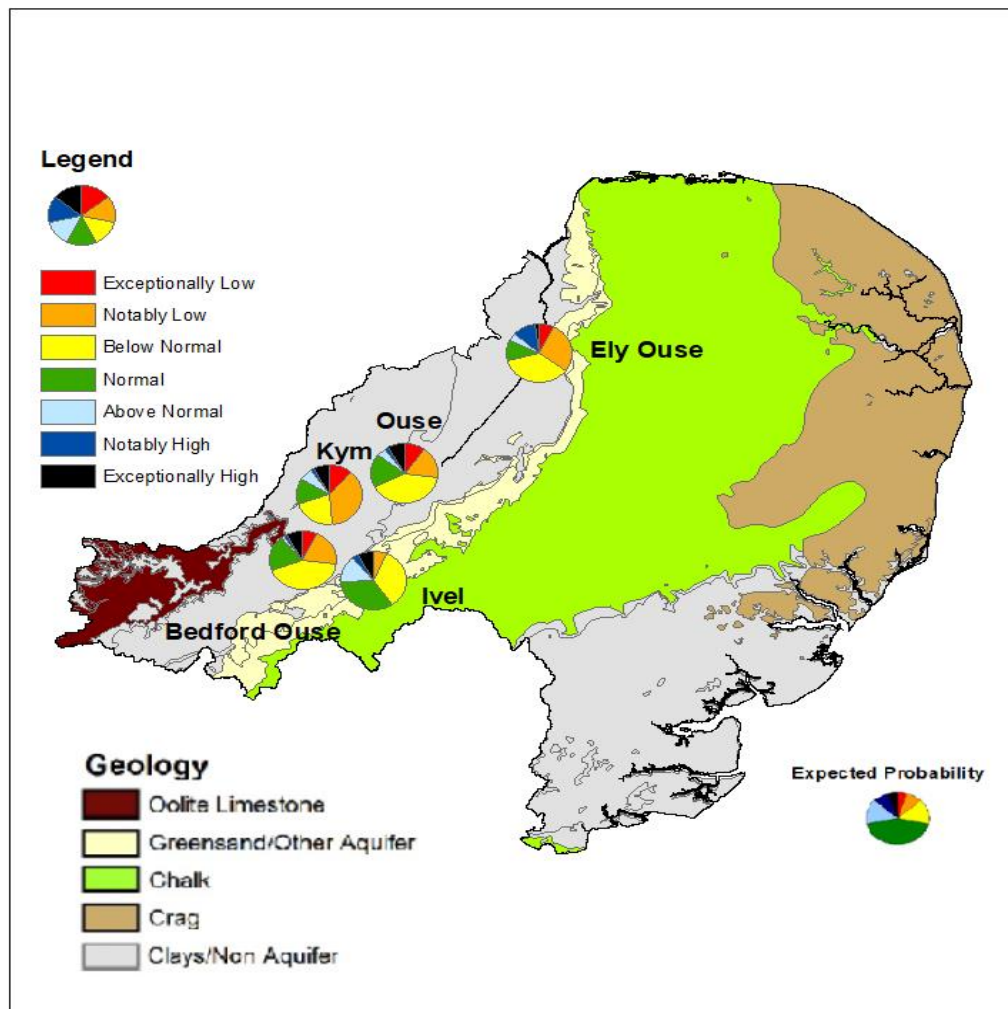 Legend
Exceptionally Low
Notably Low
Below Normal
Normal
Above Normal
Notably High
Exceptionally High
Ely Ouse
Ouse
Kym
Ivel
Bedford Ouse
Geology
Oolite Limestone
Greensand/Other Aquifer
Chalk
Crag
Clays/Non Aquifer
Expected Probability